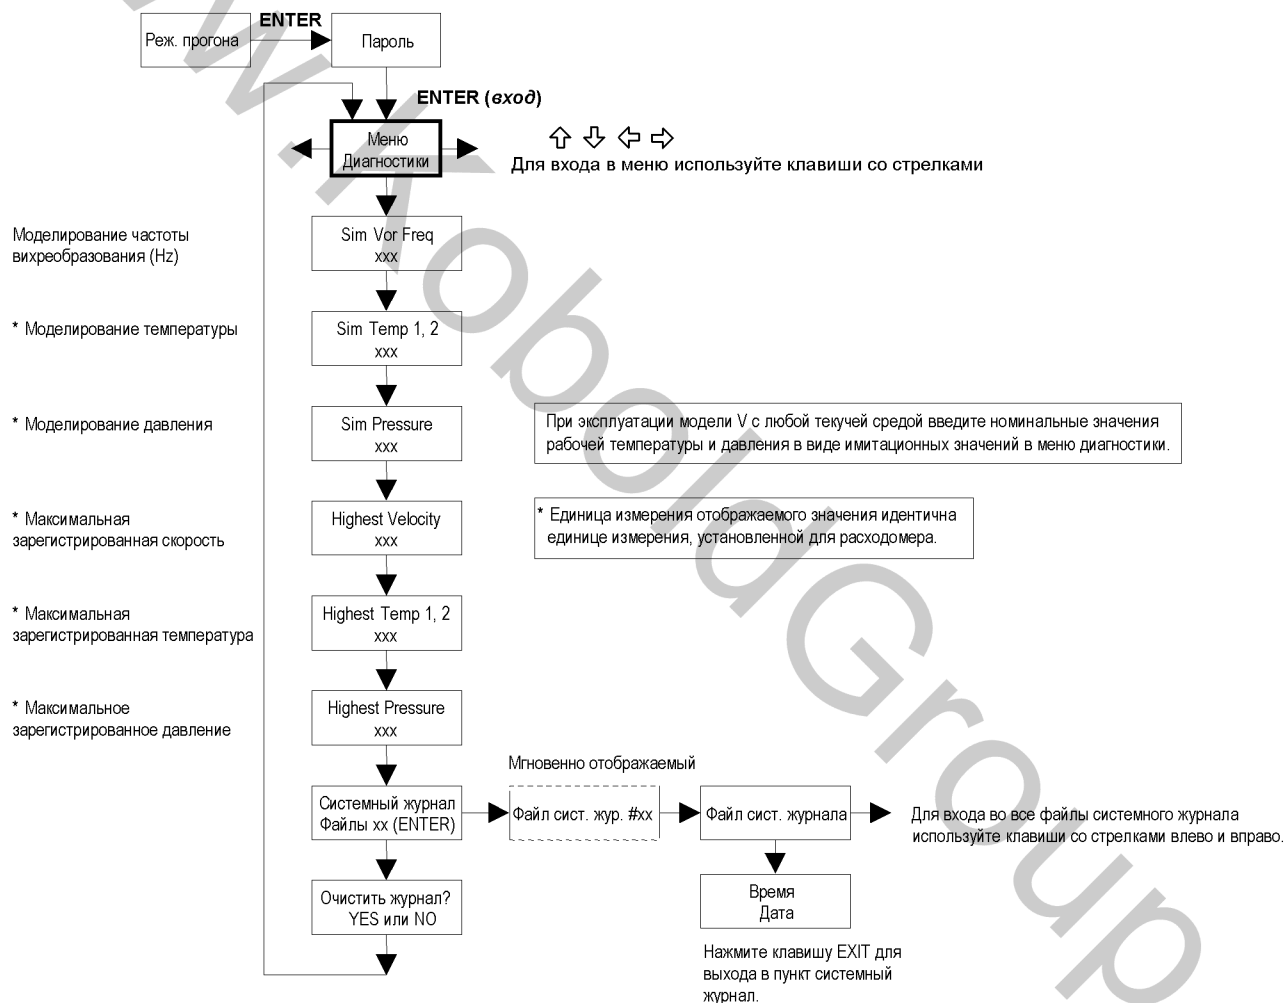 ENTER
Реж. прогона
Пароль
ENTER (вход)
Меню
Диагностики
Для входа в меню используйте клавиши со стрелками
Моделирование частоты
вихреобразования (Hz)
Sim Vor Freq
xxx
* Моделирование температуры
Sim Temp 1, 2
xxx
* Моделирование давления
Sim Pressure
xxx
При эксплуатации модели V с любой текучей средой введите номинальные значения
рабочей температуры и давления в виде имитационных значений в меню диагностики.
* Максимальная
зарегистрированная скорость
Highest Velocity
xxx
* Единица измерения отображаемого значения идентична
единице измерения, установленной для расходомера.
* Максимальная
зарегистрированная температура
Highest Temp 1, 2
xxx
* Максимальное
зарегистрированное давление
Highest Pressure
xxx
Мгновенно отображаемый
Системный журнал
Файлы xx (ENTER)
Файл сист. жур. #xx
Файл сист. журнала
Для входа во все файлы системного журнала
используйте клавиши со стрелками влево и вправо.
Очистить журнал?
YES или NO
Время
Дата
Нажмите клавишу EXIT для
выхода в пункт системный
журнал.
w.KoboldGroup